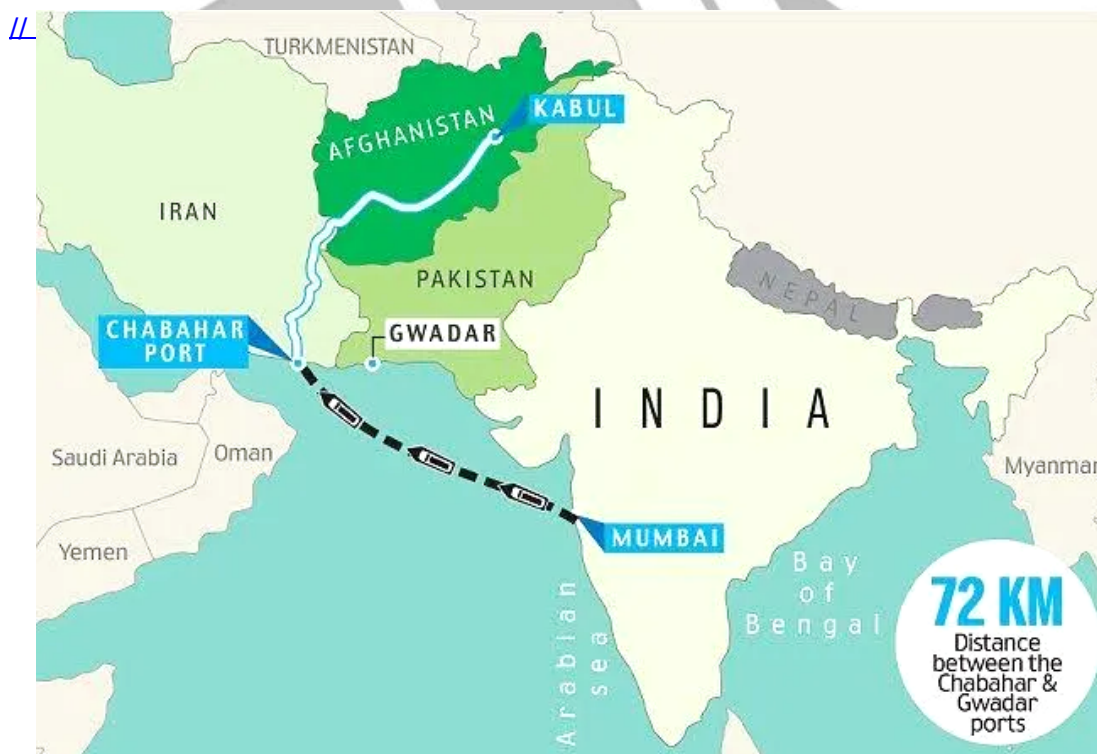 //
TURKMENISTAN
AFGHANISTAN
KABUL
IRAN
PAKISTAN
NEPAL
CHABAHAR
PORT
GWADAR
INDIA
Saudi Arabia
Oman
Myanmar
Yemen
MUMBAI
Arabian
sea
Bay
of
Bengal
72 KM
Distance
between the
Chabahar &
Gwadar
ports